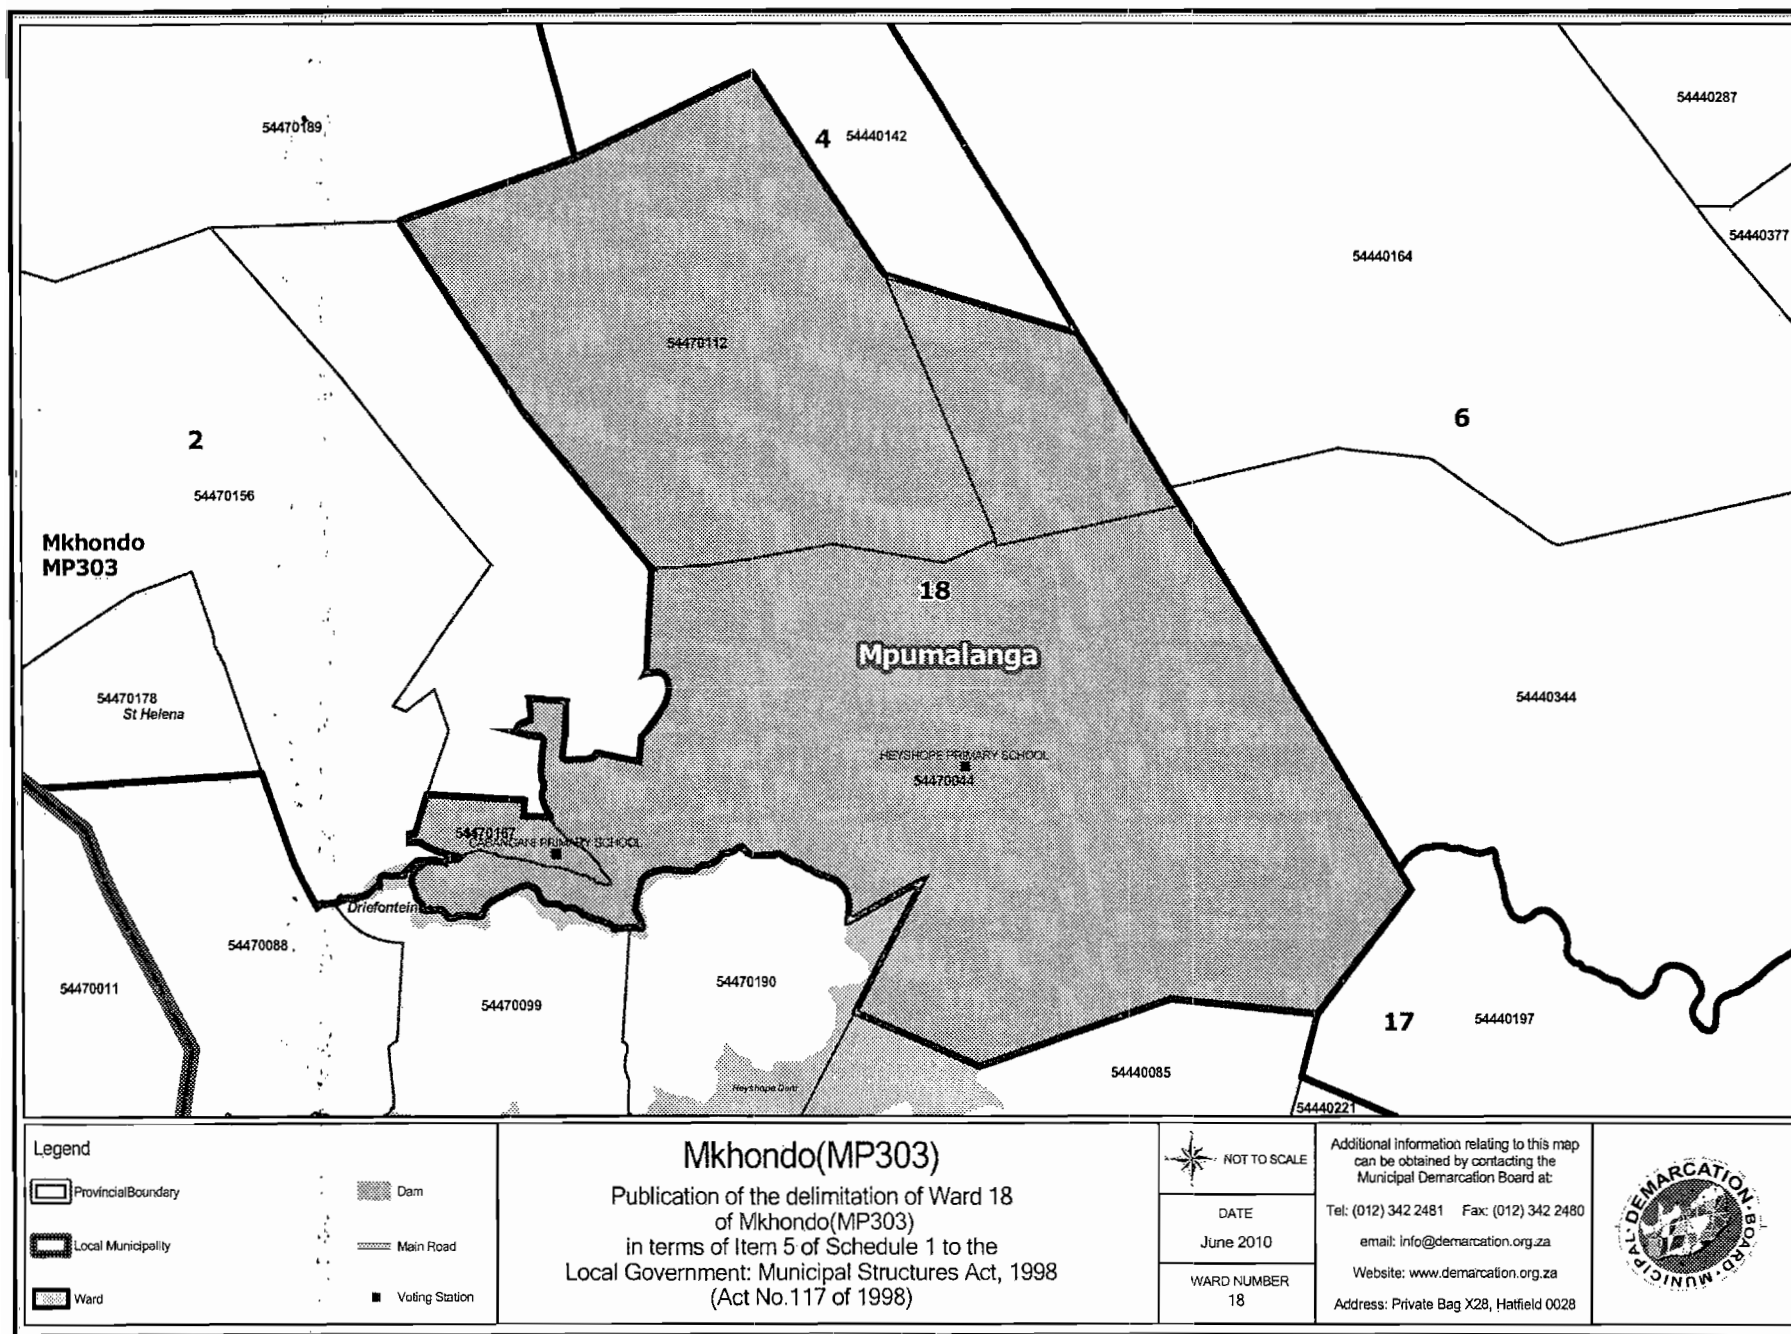 54440287
54470189
4 54440142
54440377
54440164
54470112
6
2
54470156
Mkhondo
MP303
18
Mpumalanga
54470178
St Helena
54440344
HEYSHOPE PRIMARY SCHOOL
54470044
54470167
CABANGANI PRIMARY SCHOOL
Driefontein
54470088
54470011
54470099
54470190
17 54440197
54440085
Heyshope Dam
54440221
Legend
ProvincialBoundary
Local Municipality
Ward
Dam
Main Road
Voting Station
Mkhondo(MP303)
Publication of the delimitation of Ward 18
of Mkhondo(MP303)
in terms of Item 5 of Schedule 1 to the
Local Government: Municipal Structures Act, 1998
(Act No.117 of 1998)
NOT TO SCALE
DATE
June 2010
WARD NUMBER
18
Additional information relating to this map
can be obtained by contacting the
Municipal Demarcation Board at:
Tel: (012) 342 2481 Fax: (012) 342 2480
email: info@demarcation.org.za
Website: www.demarcation.org.za
Address: Private Bag X28, Hatfield 0028
MUNICIPAL DEMARCATION BOARD